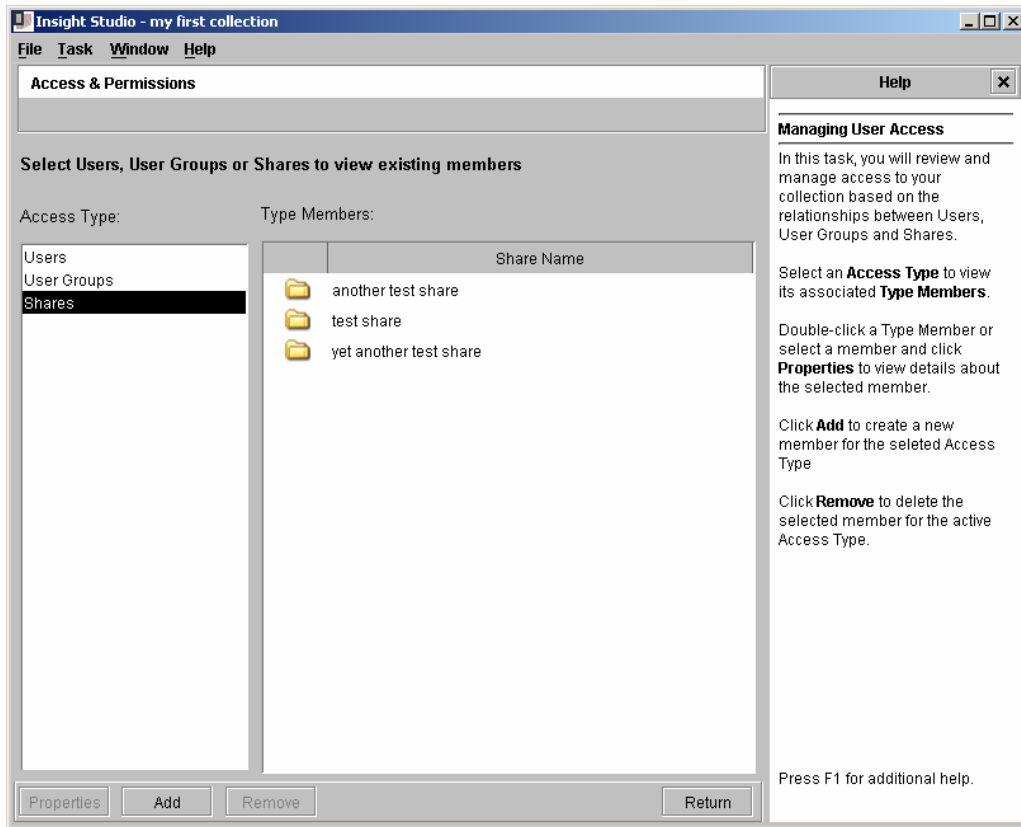 Insight Studio - my first collection
File Task Window Help
Access & Permissions
Select Users, User Groups or Shares to view existing members
Access Type:
Type Members:
Users
User Groups
Shares
Share Name
another test share
test share
yet another test share
Properties
Add
Remove
Return
Help
Managing User Access
In this task, you will review and
manage access to your
collection based on the
relationships between Users,
User Groups and Shares.
Select an Access Type to view
its associated Type Members.
Double-click a Type Member or
select a member and click
Properties to view details about
the selected member.
Click Add to create a new
member for the seleted Access
Type
Click Remove to delete the
selected member for the active
Access Type.
Press F1 for additional help.